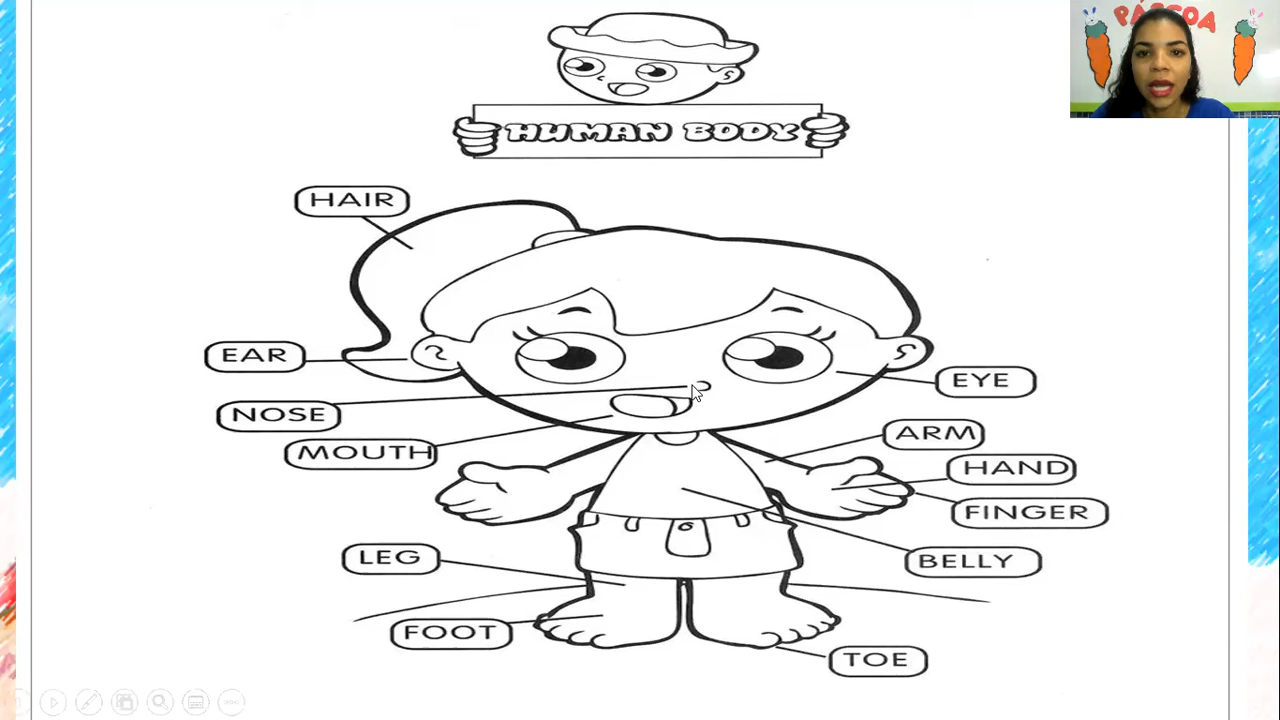 PÁSCOA
HUMAN BODY
HAIR
EAR
NOSE
MOUTH
EYE
ARM
HAND
FINGER
BELLY
LEG
FOOT
TOE